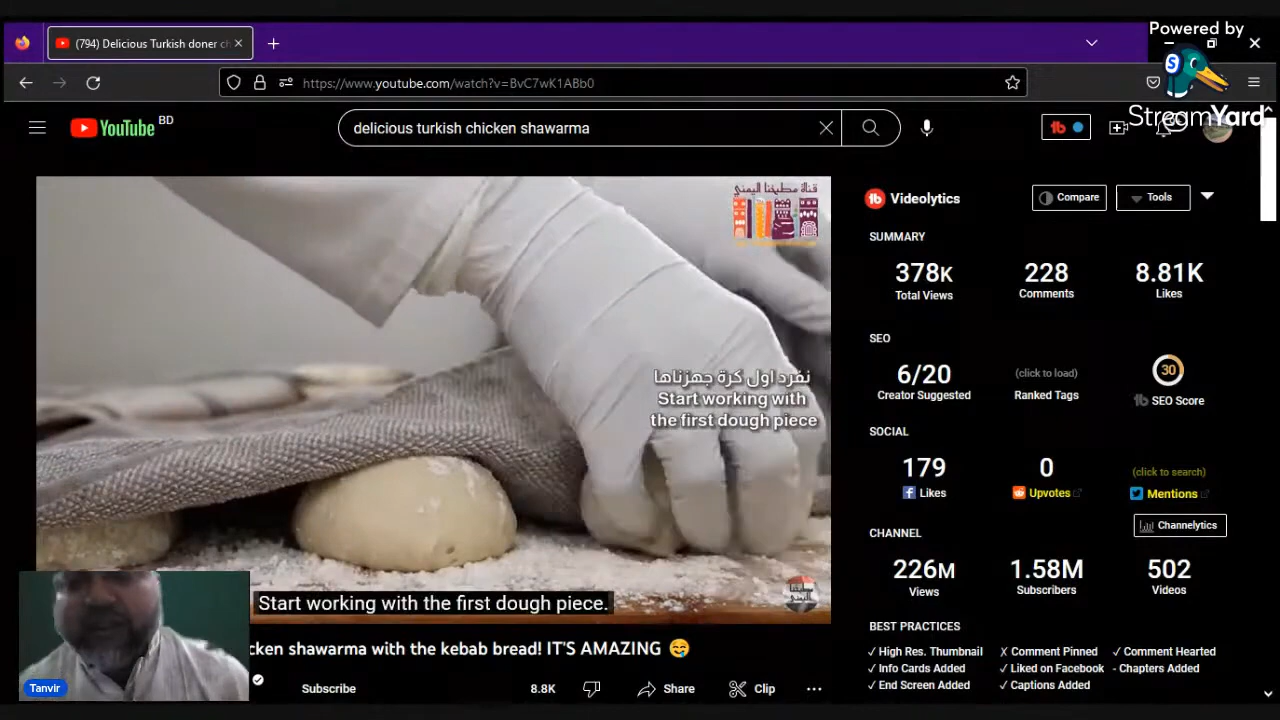 Powered by
StreamYard
(794) Delicious Turkish doner ch
https://www.youtube.com/watch?v=BvC7wK1ABb0
YouTube BD
delicious turkish chicken shawarma
tb
قناة مطبخنا اليمني
نفرد اول كرة جهزناها
Start working with
the first dough piece
Start working with the first dough piece.
cken shawarma with the kebab bread! IT'S AMAZING
Tanvir
Subscribe
8.8K
Share
Clip
tb Videolytics
Compare
Tools
SUMMARY
378K
228
8.81K
Total Views
Comments
Likes
SEO
6/20
(click to load)
30
Creator Suggested
Ranked Tags
tb SEO Score
SOCIAL
179
0
(click to search)
Likes
Upvotes
Mentions
CHANNEL
Channelytics
226M
1.58M
502
Views
Subscribers
Videos
BEST PRACTICES
✓ High Res. Thumbnail
✗ Comment Pinned
✓ Comment Hearted
✓ Info Cards Added
✓ Liked on Facebook
- Chapters Added
✓ End Screen Added
✓ Captions Added